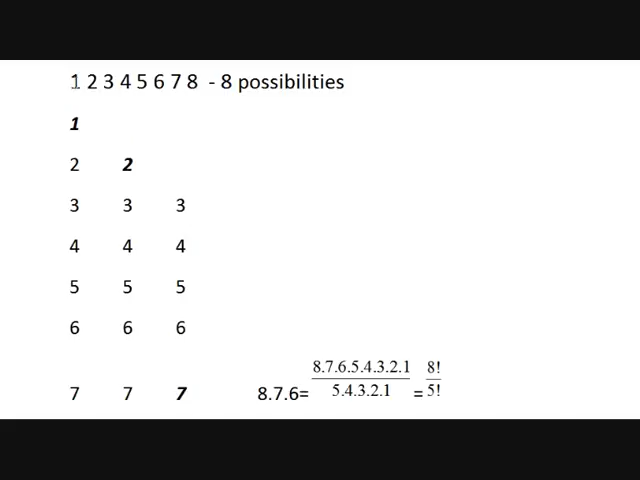 1 2 3 4 5 6 7 8 - 8 possibilities
1
2 2
3 3 3
4 4 4
5 5 5
6 6 6
7 7 7 8.7.6= 8.7.6.5.4.3.2.1 / 5.4.3.2.1 = 8! / 5!